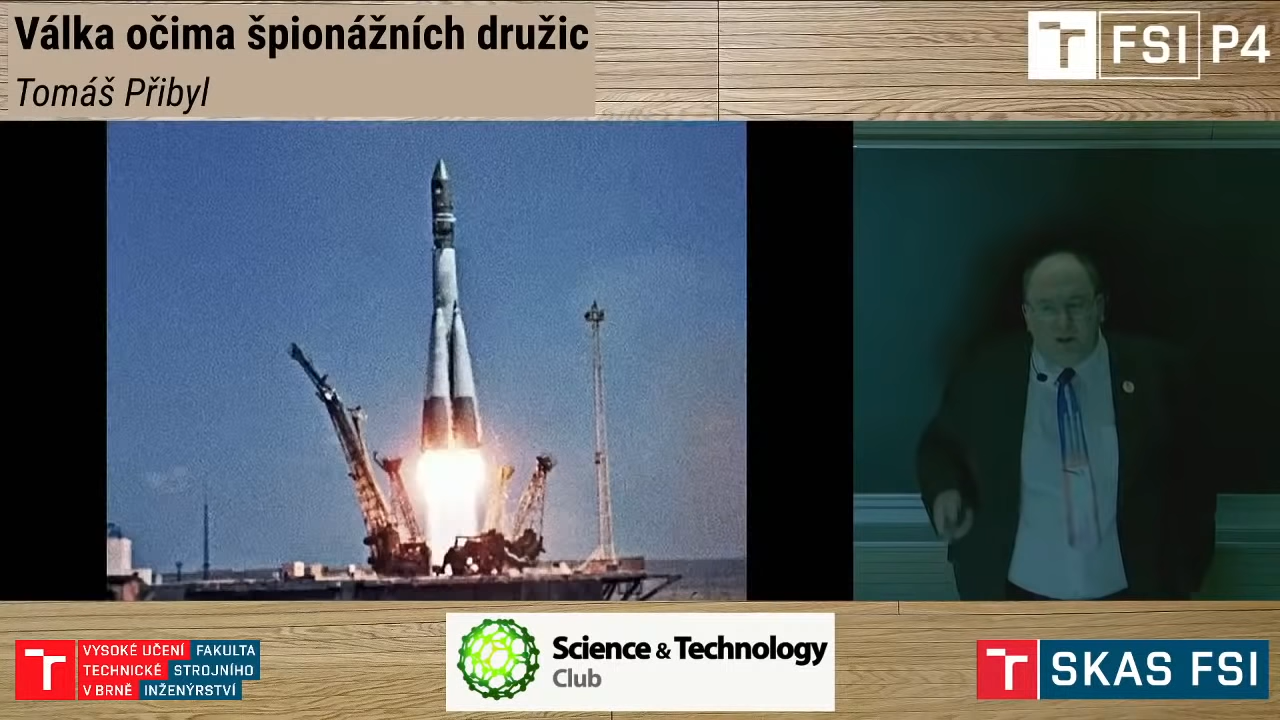 Válka očima špionážních družic
Tomáš Přibyl
T FSI P4
T VYSOKÉ UČENÍ FAKULTA
TECHNICKÉ STROJNÍHO
V BRNĚ INŽENÝRSTVÍ
Science & Technology
Club
T SKAS FSI